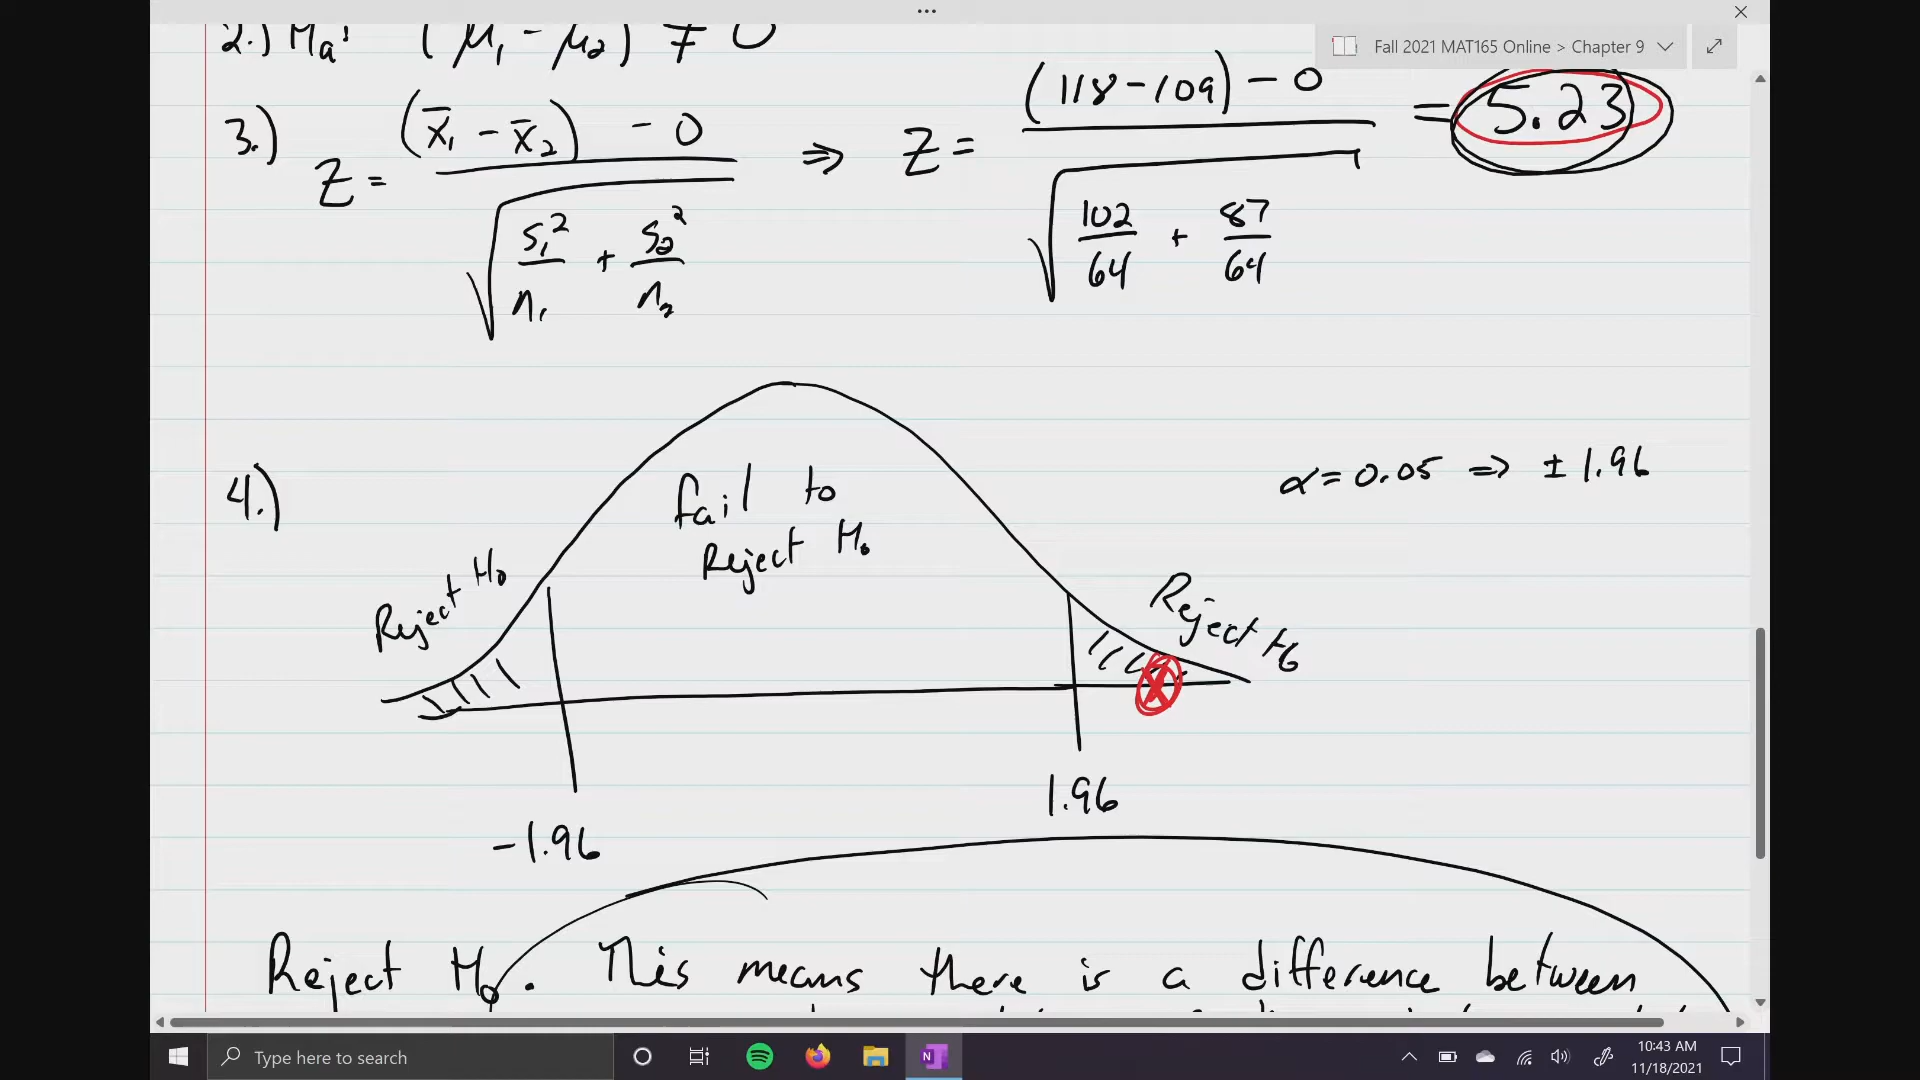 Fall 2021 MAT165 Online > Chapter 9
2.) Ha: (μ₁ - μ₂) ≠ 0
3.) Z = (x̄₁ - x̄₂) - 0 / √(s₁²/n₁ + s₂²/n₂) ⇒ Z = (118-109) - 0 / √(102/64 + 87/64) = 5.23
4.)
α = 0.05 ⇒ ± 1.96
fail to
Reject H₀
Reject H₀
Reject H₀
-1.96
1.96
Reject H₀. This means there is a difference between
Type here to search
10:43 AM
11/18/2021